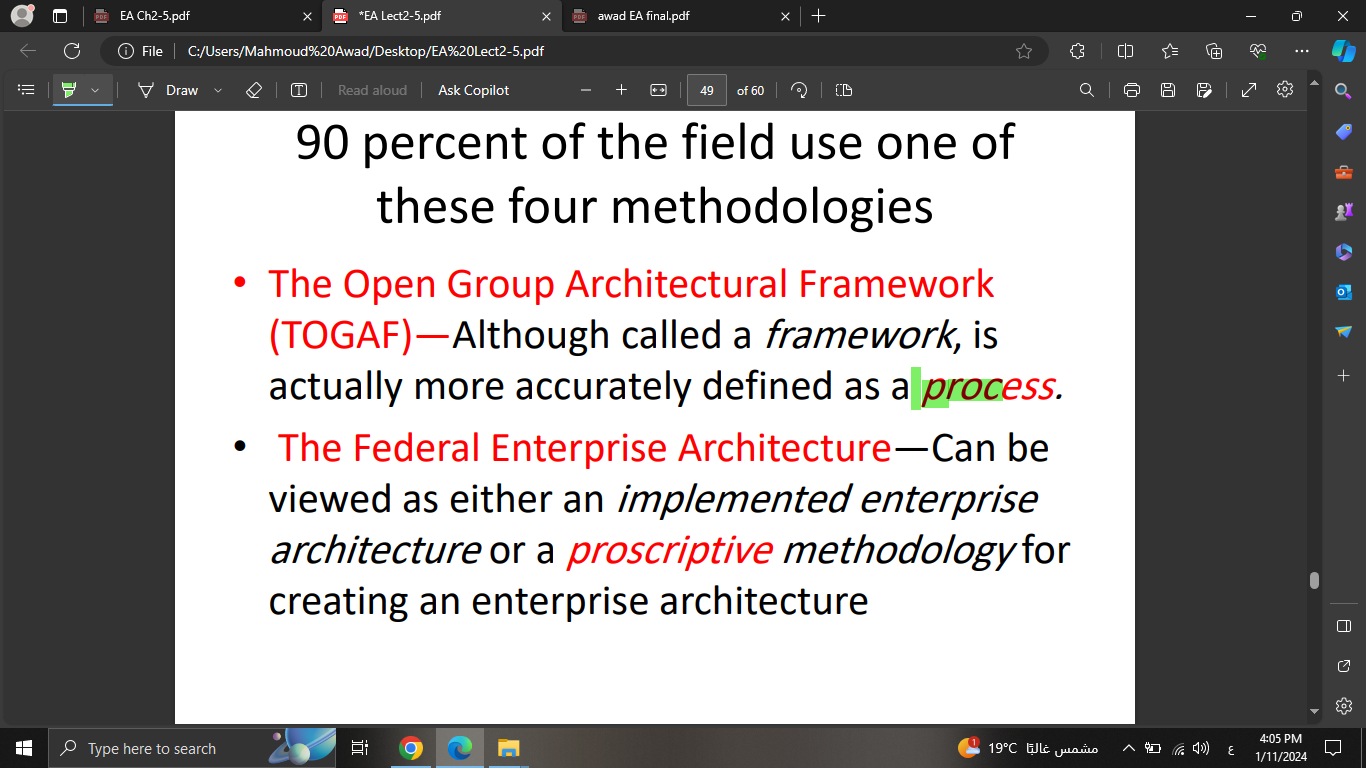 EA Ch2-5.pdf
*EA Lect2-5.pdf
awad EA final.pdf
File
C:/Users/Mahmoud%20Awad/Desktop/EA%20Lect2-5.pdf
Draw
Read aloud
Ask Copilot
49
of 60
90 percent of the field use one of
these four methodologies
• The Open Group Architectural Framework
(TOGAF)—Although called a framework, is
actually more accurately defined as a process.
• The Federal Enterprise Architecture—Can be
viewed as either an implemented enterprise
architecture or a proscriptive methodology for
creating an enterprise architecture
Type here to search
1
19°C مشمس غالبًا
ع
4:05 PM
1/11/2024